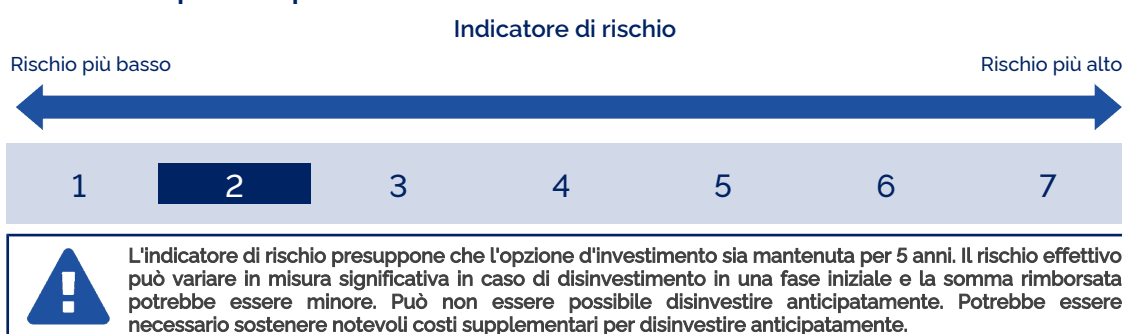 Indicatore di rischio
Rischio più basso
Rischio più alto
1 2 3 4 5 6 7
L'indicatore di rischio presuppone che l'opzione d'investimento sia mantenuta per 5 anni. Il rischio effettivo
può variare in misura significativa in caso di disinvestimento in una fase iniziale e la somma rimborsata
potrebbe essere minore. Può non essere possibile disinvestire anticipatamente. Potrebbe essere
necessario sostenere notevoli costi supplementari per disinvestire anticipatamente.